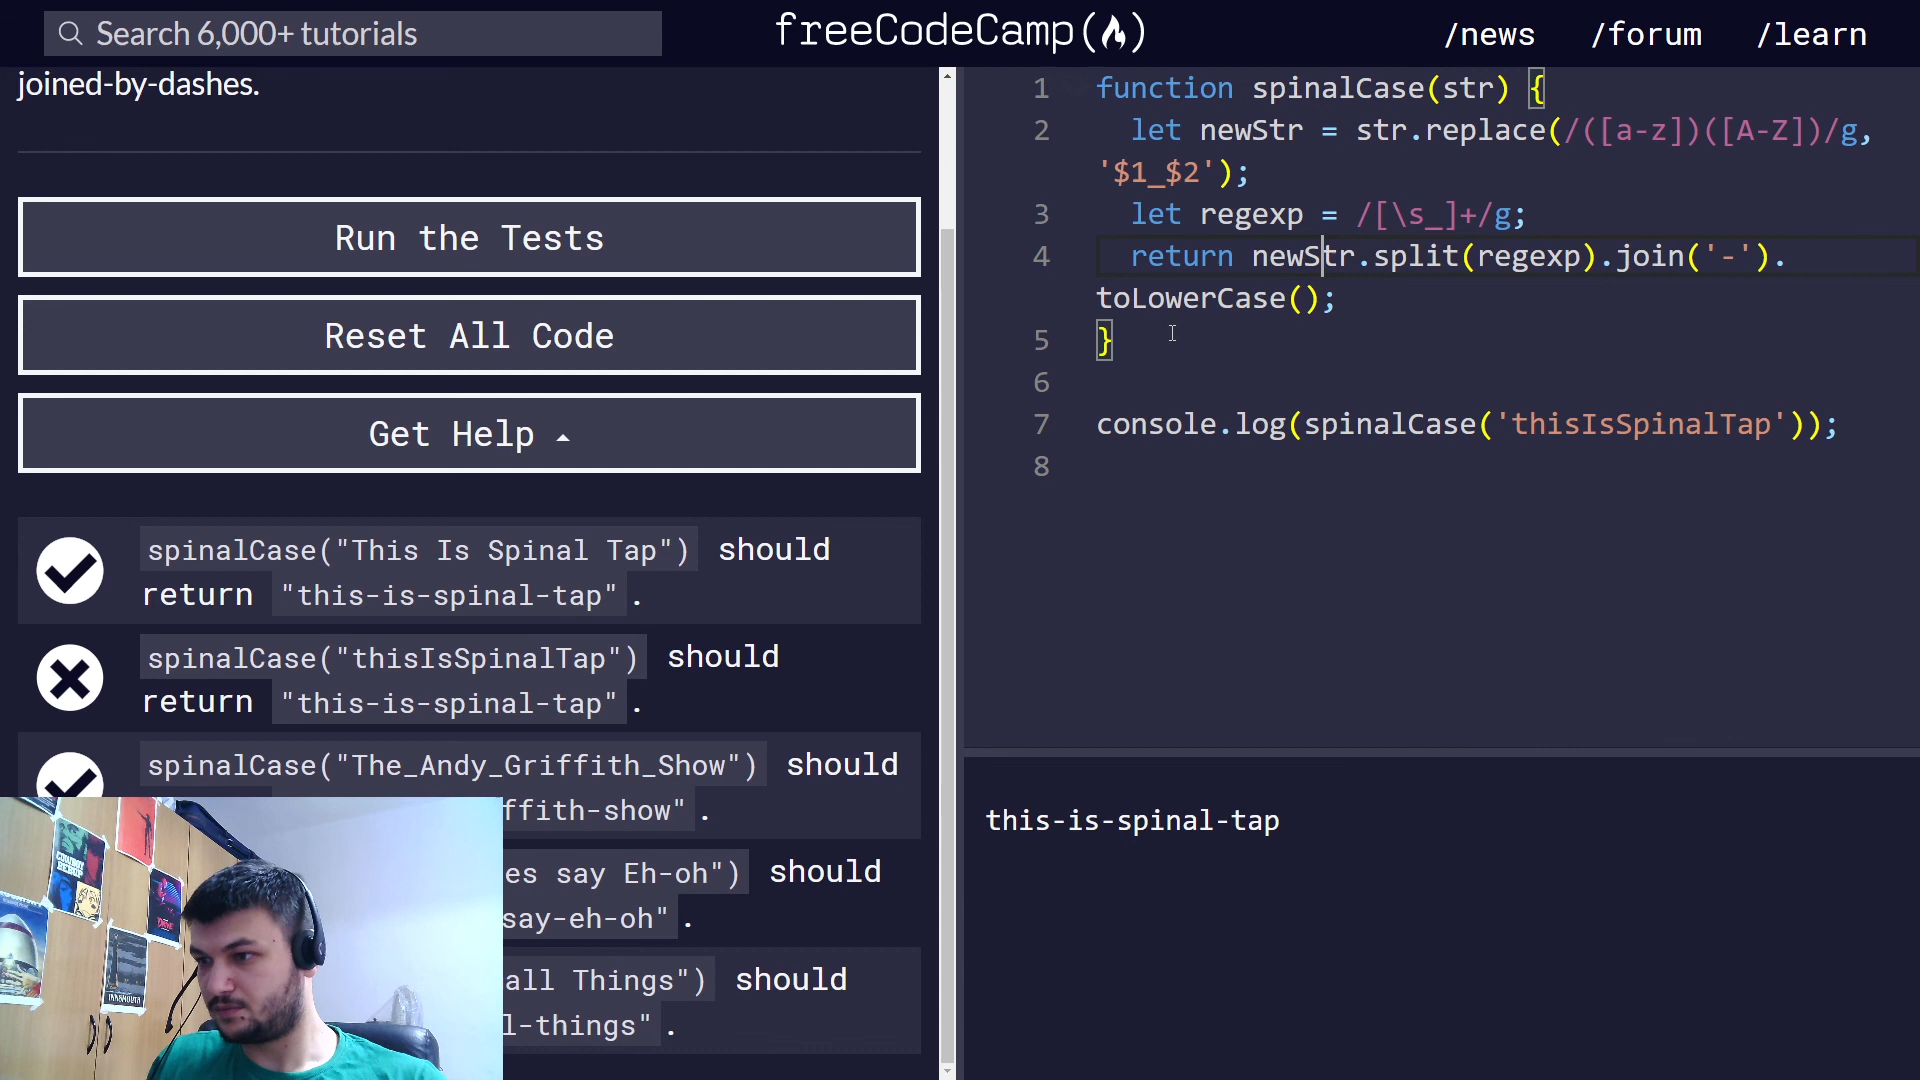 Search 6,000+ tutorials
freeCodeCamp(🔥)
/news /forum /learn
joined-by-dashes.
Run the Tests
Reset All Code
Get Help
spinalCase("This Is Spinal Tap") should
return "this-is-spinal-tap".
spinalCase("thisIsSpinalTap") should
return "this-is-spinal-tap".
spinalCase("The_Andy_Griffith_Show") should
ffith-show".
es say Eh-oh") should
say-eh-oh".
all Things") should
l-things".
COWBOY
BEBOP
INNSMOUTH
1 function spinalCase(str) {
2 let newStr = str.replace(/([a-z])([A-Z])/g,
'$1_$2');
3 let regexp = /[\s_]+/g;
4 return newStr.split(regexp).join('-').
toLowerCase();
5 }
6
7 console.log(spinalCase('thisIsSpinalTap'));
8
this-is-spinal-tap